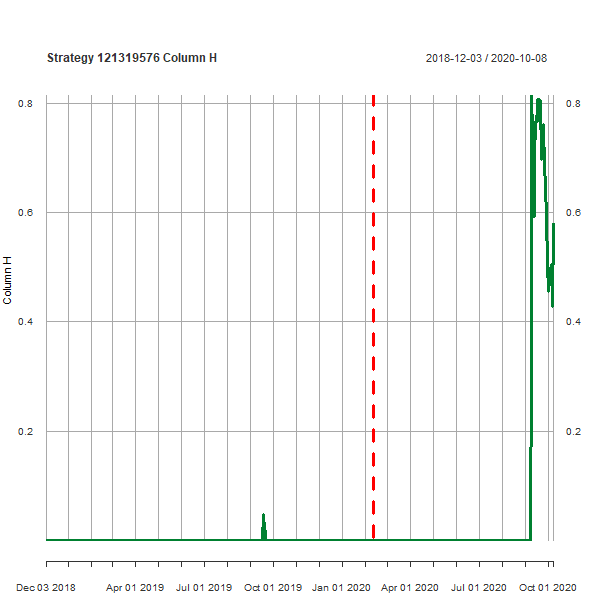 Strategy 121319576 Column H
2018-12-03 / 2020-10-08
0.8
0.8
0.6
0.6
Column H
0.4
0.4
0.2
0.2
Dec 03 2018
Apr 01 2019
Jul 01 2019
Oct 01 2019
Jan 01 2020
Apr 01 2020
Jul 01 2020
Oct 01 2020